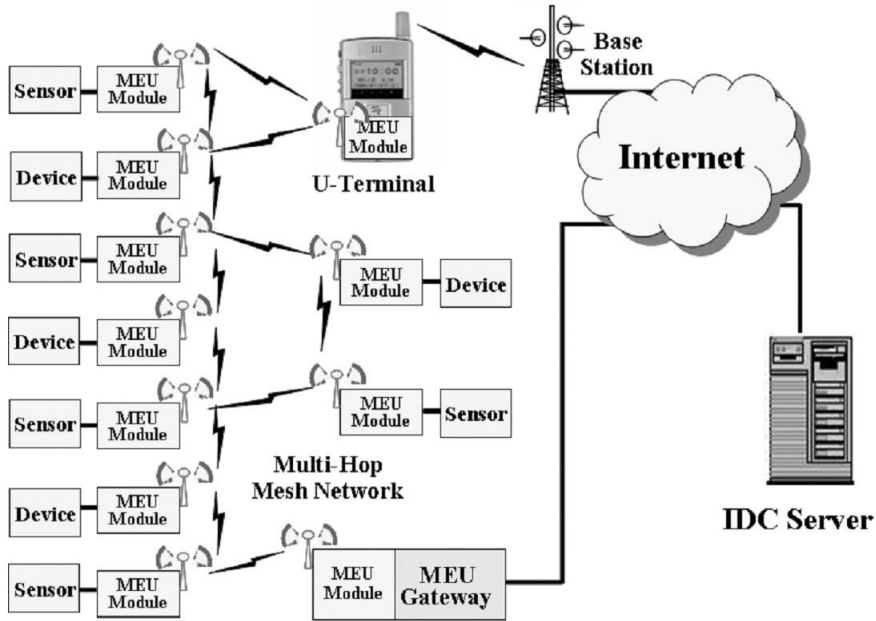 Sensor
MEU
Module
Device
MEU
Module
Sensor
MEU
Module
Device
MEU
Module
Sensor
MEU
Module
Device
MEU
Module
Sensor
MEU
Module
MEU
Module
U-Terminal
MEU
Module
Device
MEU
Module
Sensor
Multi-Hop
Mesh Network
MEU
Module
MEU
Gateway
Base
Station
Internet
IDC Server